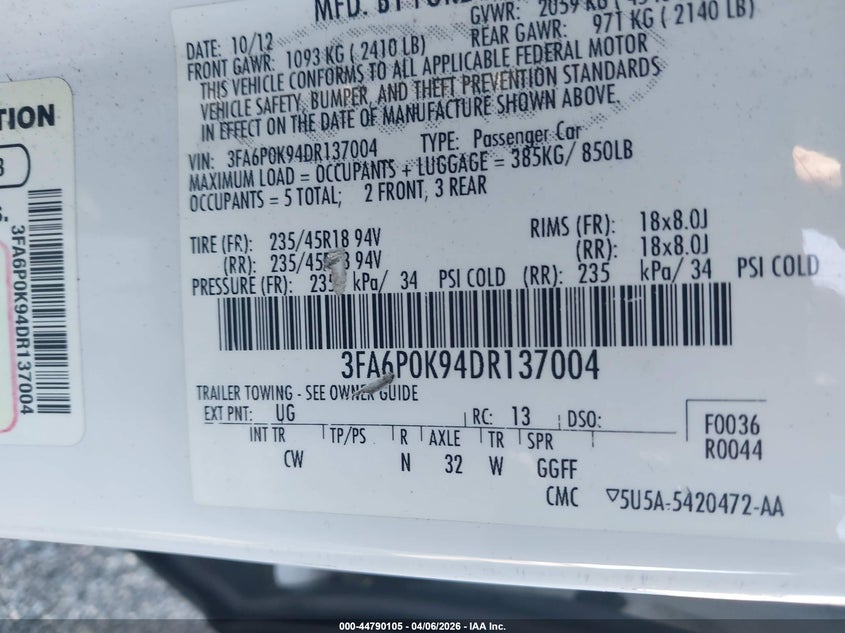 MFD. BY FORD
GVWR: 2059 KG
DATE: 10/12
FRONT GAWR: 1093 KG ( 2410 LB)
REAR GAWR: 971 KG ( 2140 LB)
THIS VEHICLE CONFORMS TO ALL APPLICABLE FEDERAL MOTOR
VEHICLE SAFETY, BUMPER, AND THEFT PREVENTION STANDARDS
IN EFFECT ON THE DATE OF MANUFACTURE SHOWN ABOVE.
VIN: 3FA6P0K94DR137004 TYPE: Passenger Car
MAXIMUM LOAD = OCCUPANTS + LUGGAGE = 385KG/ 850LB
OCCUPANTS = 5 TOTAL; 2 FRONT, 3 REAR
TIRE (FR): 235/45R18 94V RIMS (FR): 18x8.0J
(RR): 235/45R18 94V (RR): 18x8.0J
PRESSURE (FR): 235 kPa/ 34 PSI COLD (RR): 235 kPa/ 34 PSI COLD
3FA6P0K94DR137004
TRAILER TOWING - SEE OWNER GUIDE
EXT PNT: UG RC: 13 DSO:
F0036
R0044
INT TR TP/PS R AXLE TR SPR
CW N 32 W GGFF
CMC ▽5U5A-5420472-AA
TION
3
S.
3FA6P0K94DR137004
000-44790105 - 04/06/2026 - IAA Inc.